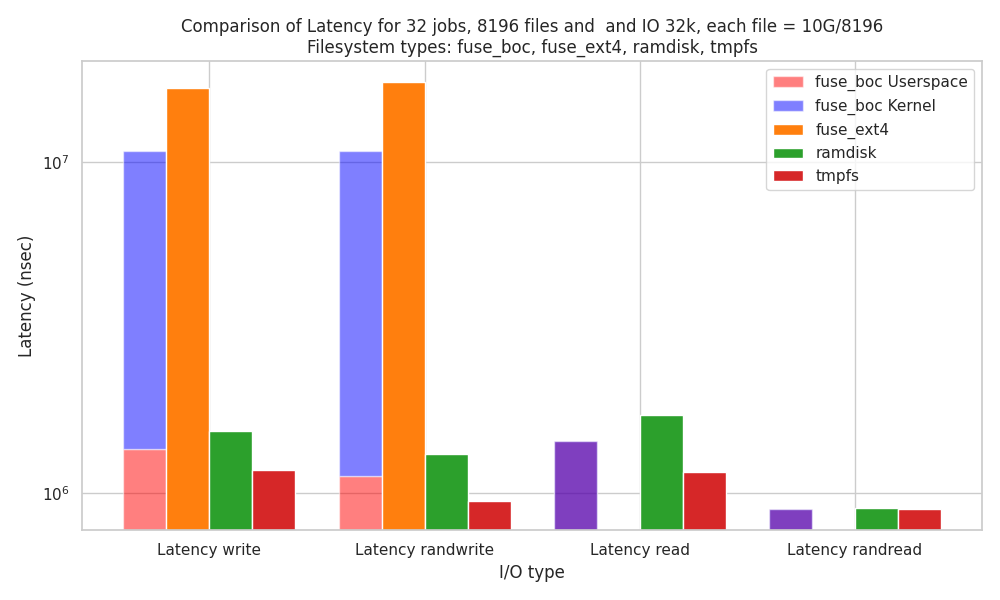 Comparison of Latency for 32 jobs, 8196 files and  and IO 32k, each file = 10G/8196
Filesystem types: fuse_boc, fuse_ext4, ramdisk, tmpfs
fuse_boc Userspace
fuse_boc Kernel
fuse_ext4
ramdisk
tmpfs
10⁷
10⁶
Latency (nsec)
Latency write
Latency randwrite
Latency read
Latency randread
I/O type